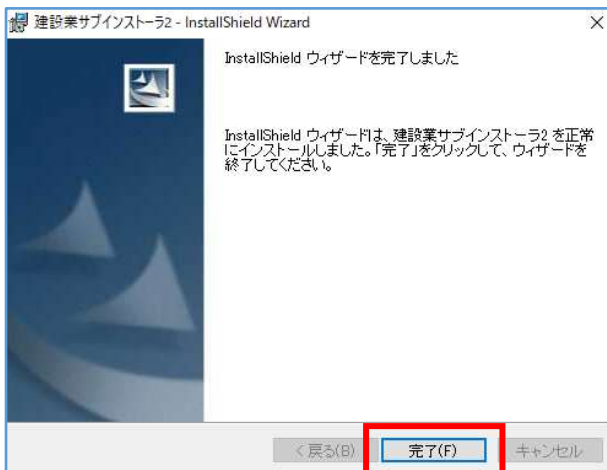 建設業サブインストーラ2 - InstallShield Wizard
InstallShield ウィザードを完了しました
InstallShield ウィザードは、建設業サブインストーラ2 を正常
にインストールしました。「完了」をクリックして、ウィザードを
終了してください。
< 戻る(B) 完了(F) キャンセル